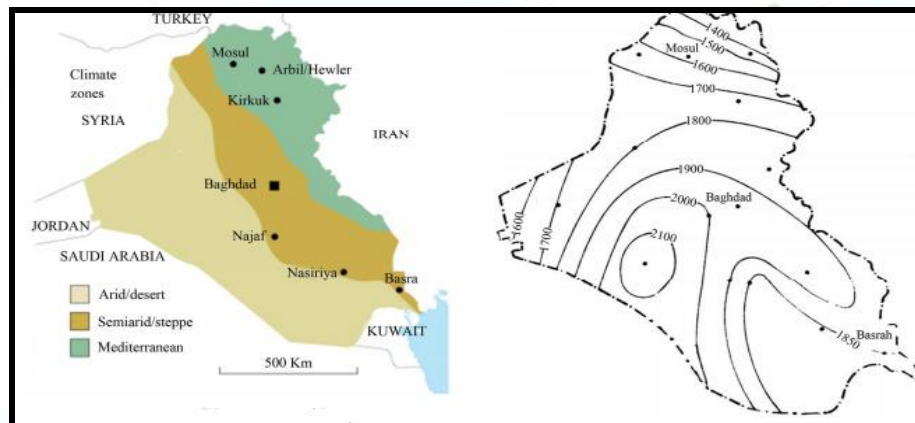 TURKEY
Mosul
Arbil/Hewler
Climate
zones
SYRIA
Kirkuk
IRAN
Baghdad
JORDAN
Najaf
SAUDI ARABIA
Nasiriya
Basra
Arid/desert
Semiarid/steppe
Mediterranean
KUWAIT
500 Km
1400
1500
Mosul
1600
1700
1800
1900
2000
Baghdad
1600
1700
2100
1850
Basrah